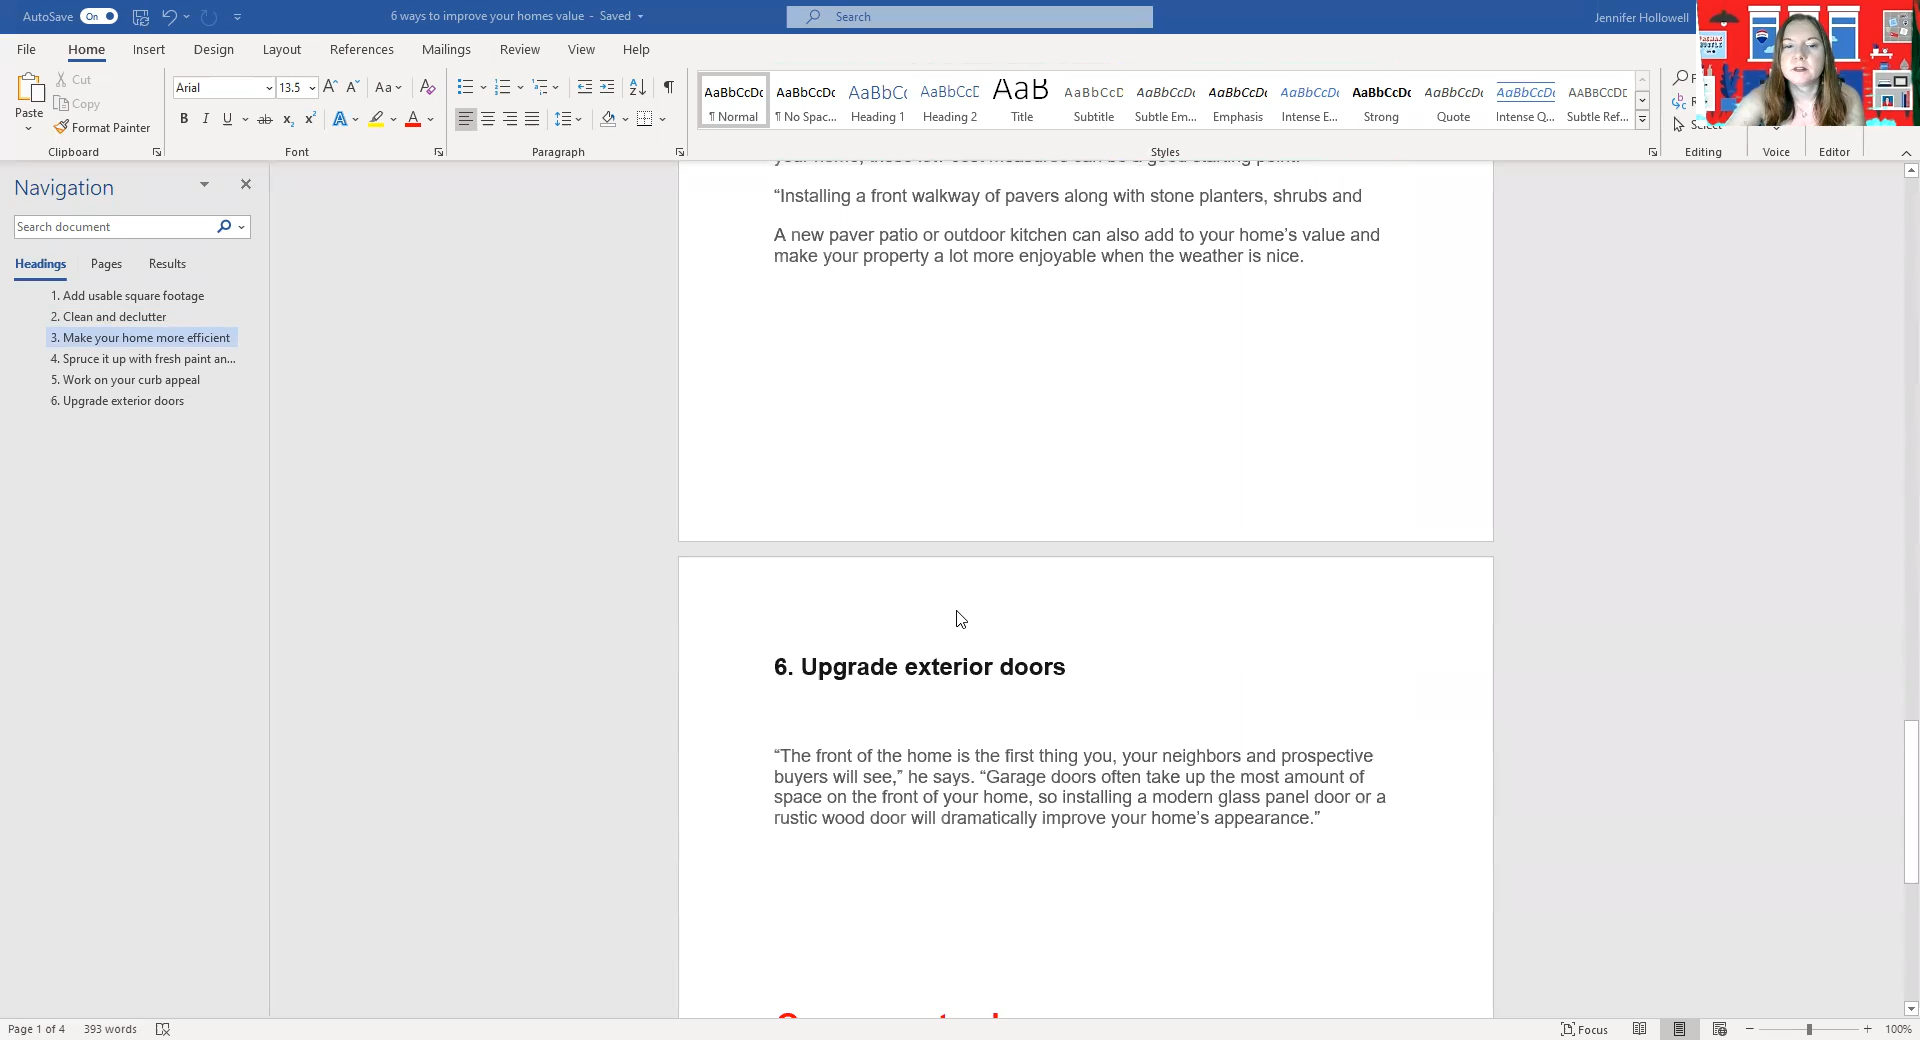 AutoSave On 6 ways to improve your homes value - Saved Search Jennifer Hollowell
File Home Insert Design Layout References Mailings Review View Help
Cut
Copy
Paste
Format Painter
Arial 13.5
AaBbCcDc AaBbCcDc AaBbCc AaBbCcD AaB AaBbCcD AaBbCcDc AaBbCcDc AaBbCcDc AaBbCcDc AaBbCcDc AaBbCcDc AABBCCDE
¶ Normal ¶ No Spac... Heading 1 Heading 2 Title Subtitle Subtle Em... Emphasis Intense E... Strong Quote Intense Q... Subtle Ref...
Select
Clipboard Font Paragraph Styles Editing Voice Editor
Navigation
Search document
Headings Pages Results
1. Add usable square footage
2. Clean and declutter
3. Make your home more efficient
4. Spruce it up with fresh paint an...
5. Work on your curb appeal
6. Upgrade exterior doors
your home, these low-cost measures can be a good starting point.
“Installing a front walkway of pavers along with stone planters, shrubs and
A new paver patio or outdoor kitchen can also add to your home’s value and
make your property a lot more enjoyable when the weather is nice.
6. Upgrade exterior doors
“The front of the home is the first thing you, your neighbors and prospective
buyers will see,” he says. “Garage doors often take up the most amount of
space on the front of your home, so installing a modern glass panel door or a
rustic wood door will dramatically improve your home’s appearance.”
Page 1 of 4 393 words Focus 100%